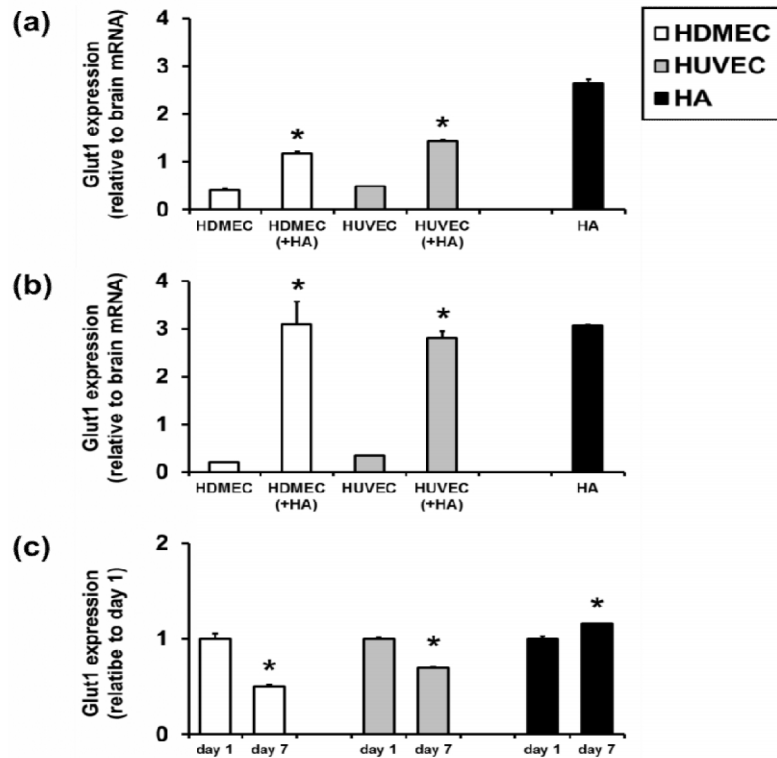 (a)
Glut1 expression
(relative to brain mRNA)
4
3
2
1
0
*
*
HDMEC
HDMEC
(+HA)
HUVEC
HUVEC
(+HA)
HA
HDMEC
HUVEC
HA
(b)
Glut1 expression
(relative to brain mRNA)
4
3
2
1
0
*
*
HDMEC
HDMEC
(+HA)
HUVEC
HUVEC
(+HA)
HA
(c)
Glut1 expression
(relatibe to day 1)
2
1
0
*
*
*
day 1
day 7
day 1
day 7
day 1
day 7